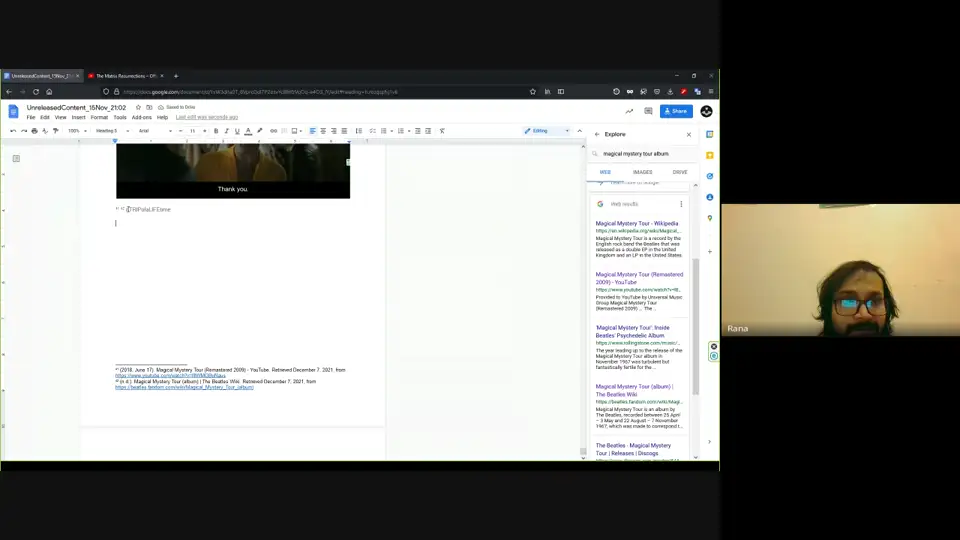 UnreleasedContent_15Nov_21:02
The Matrix Resurrections – Of
UnreleasedContent_15Nov_21:02
Saved to Drive
File Edit View Insert Format Tools Add-ons Help
Last edit was seconds ago
Share
100%
Heading 5
Arial
11
Editing
Thank you.
Explore
magical mystery tour album
WEB IMAGES DRIVE
Web results
Magical Mystery Tour - Wikipedia
https://en.wikipedia.org/wiki/Magical_...
Magical Mystery Tour is a record by the
English rock band the Beatles that was
released as a double EP in the
United Kingdom and an LP in the United States.
Magical Mystery Tour (Remastered
2009) - YouTube
Provided to YouTube by Universal Music
Group Magical Mystery Tour
(Remastered 2009) ... The ...
'Magical Mystery Tour': Inside
Beatles' Psychedelic Album
https://www.rollingstone.com/music/...
The year leading up to the release of the
Magical Mystery Tour album in
November 1967 was turbulent but
fantastically fertile for the ...
Magical Mystery Tour (album) |
The Beatles Wiki
https://beatles.fandom.com/wiki/Magi...
Magical Mystery Tour is an album by
The Beatles, recorded between 25 April
– 3 May and 22 August – 7 November
1967, which was made to correspond t...
The Beatles - Magical Mystery
Tour | Releases | Discogs
(2018, June 17). Magical Mystery Tour (Remastered 2009) - YouTube. Retrieved December 7, 2021, from
(n.d.). Magical Mystery Tour (album) | The Beatles Wiki. Retrieved December 7, 2021, from
https://beatles.fandom.com/wiki/Magical_Mystery_Tour_(album)
Rana